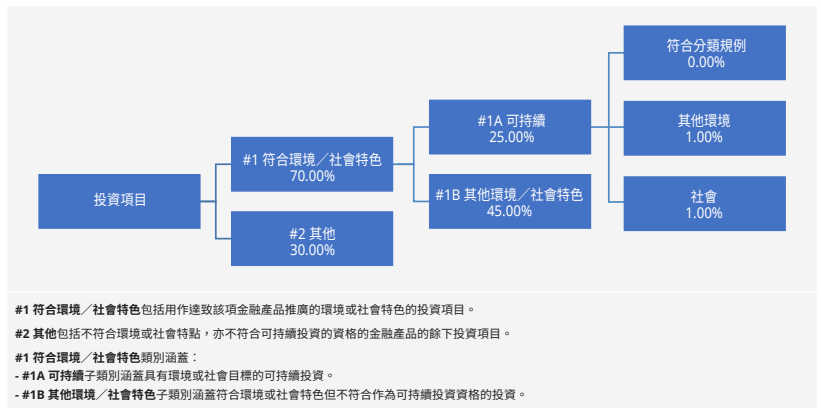 投資項目
#1 符合環境／社會特色
70.00%
#2 其他
30.00%
#1A 可持續
25.00%
#1B 其他環境／社會特色
45.00%
符合分類規例
0.00%
其他環境
1.00%
社會
1.00%
#1 符合環境／社會特色包括用作達致該項金融產品推廣的環境或社會特色的投資項目。
#2 其他包括不符合環境或社會特點，亦不符合可持續投資的資格的金融產品的餘下投資項目。
#1 符合環境／社會特色類別涵蓋：
- #1A 可持續子類別涵蓋具有環境或社會目標的可持續投資。
- #1B 其他環境／社會特色子類別涵蓋符合環境或社會特色但不符合作為可持續投資資格的投資。